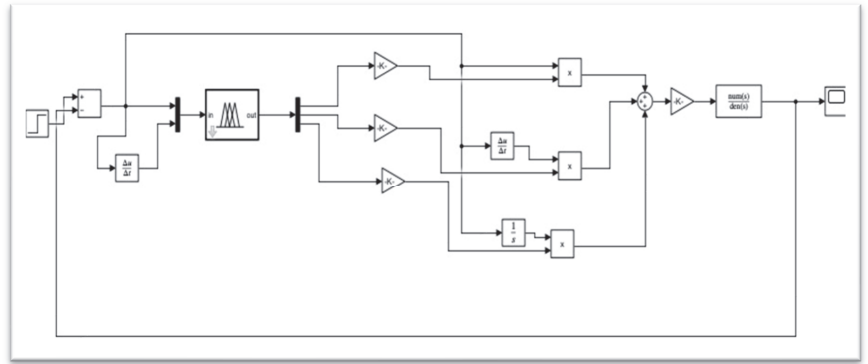 +
−
in
out
-K-
-K-
-K-
Δu
Δt
Δu
Δt
1
s
x
x
x
+
+
+
-K-
num(s)
den(s)